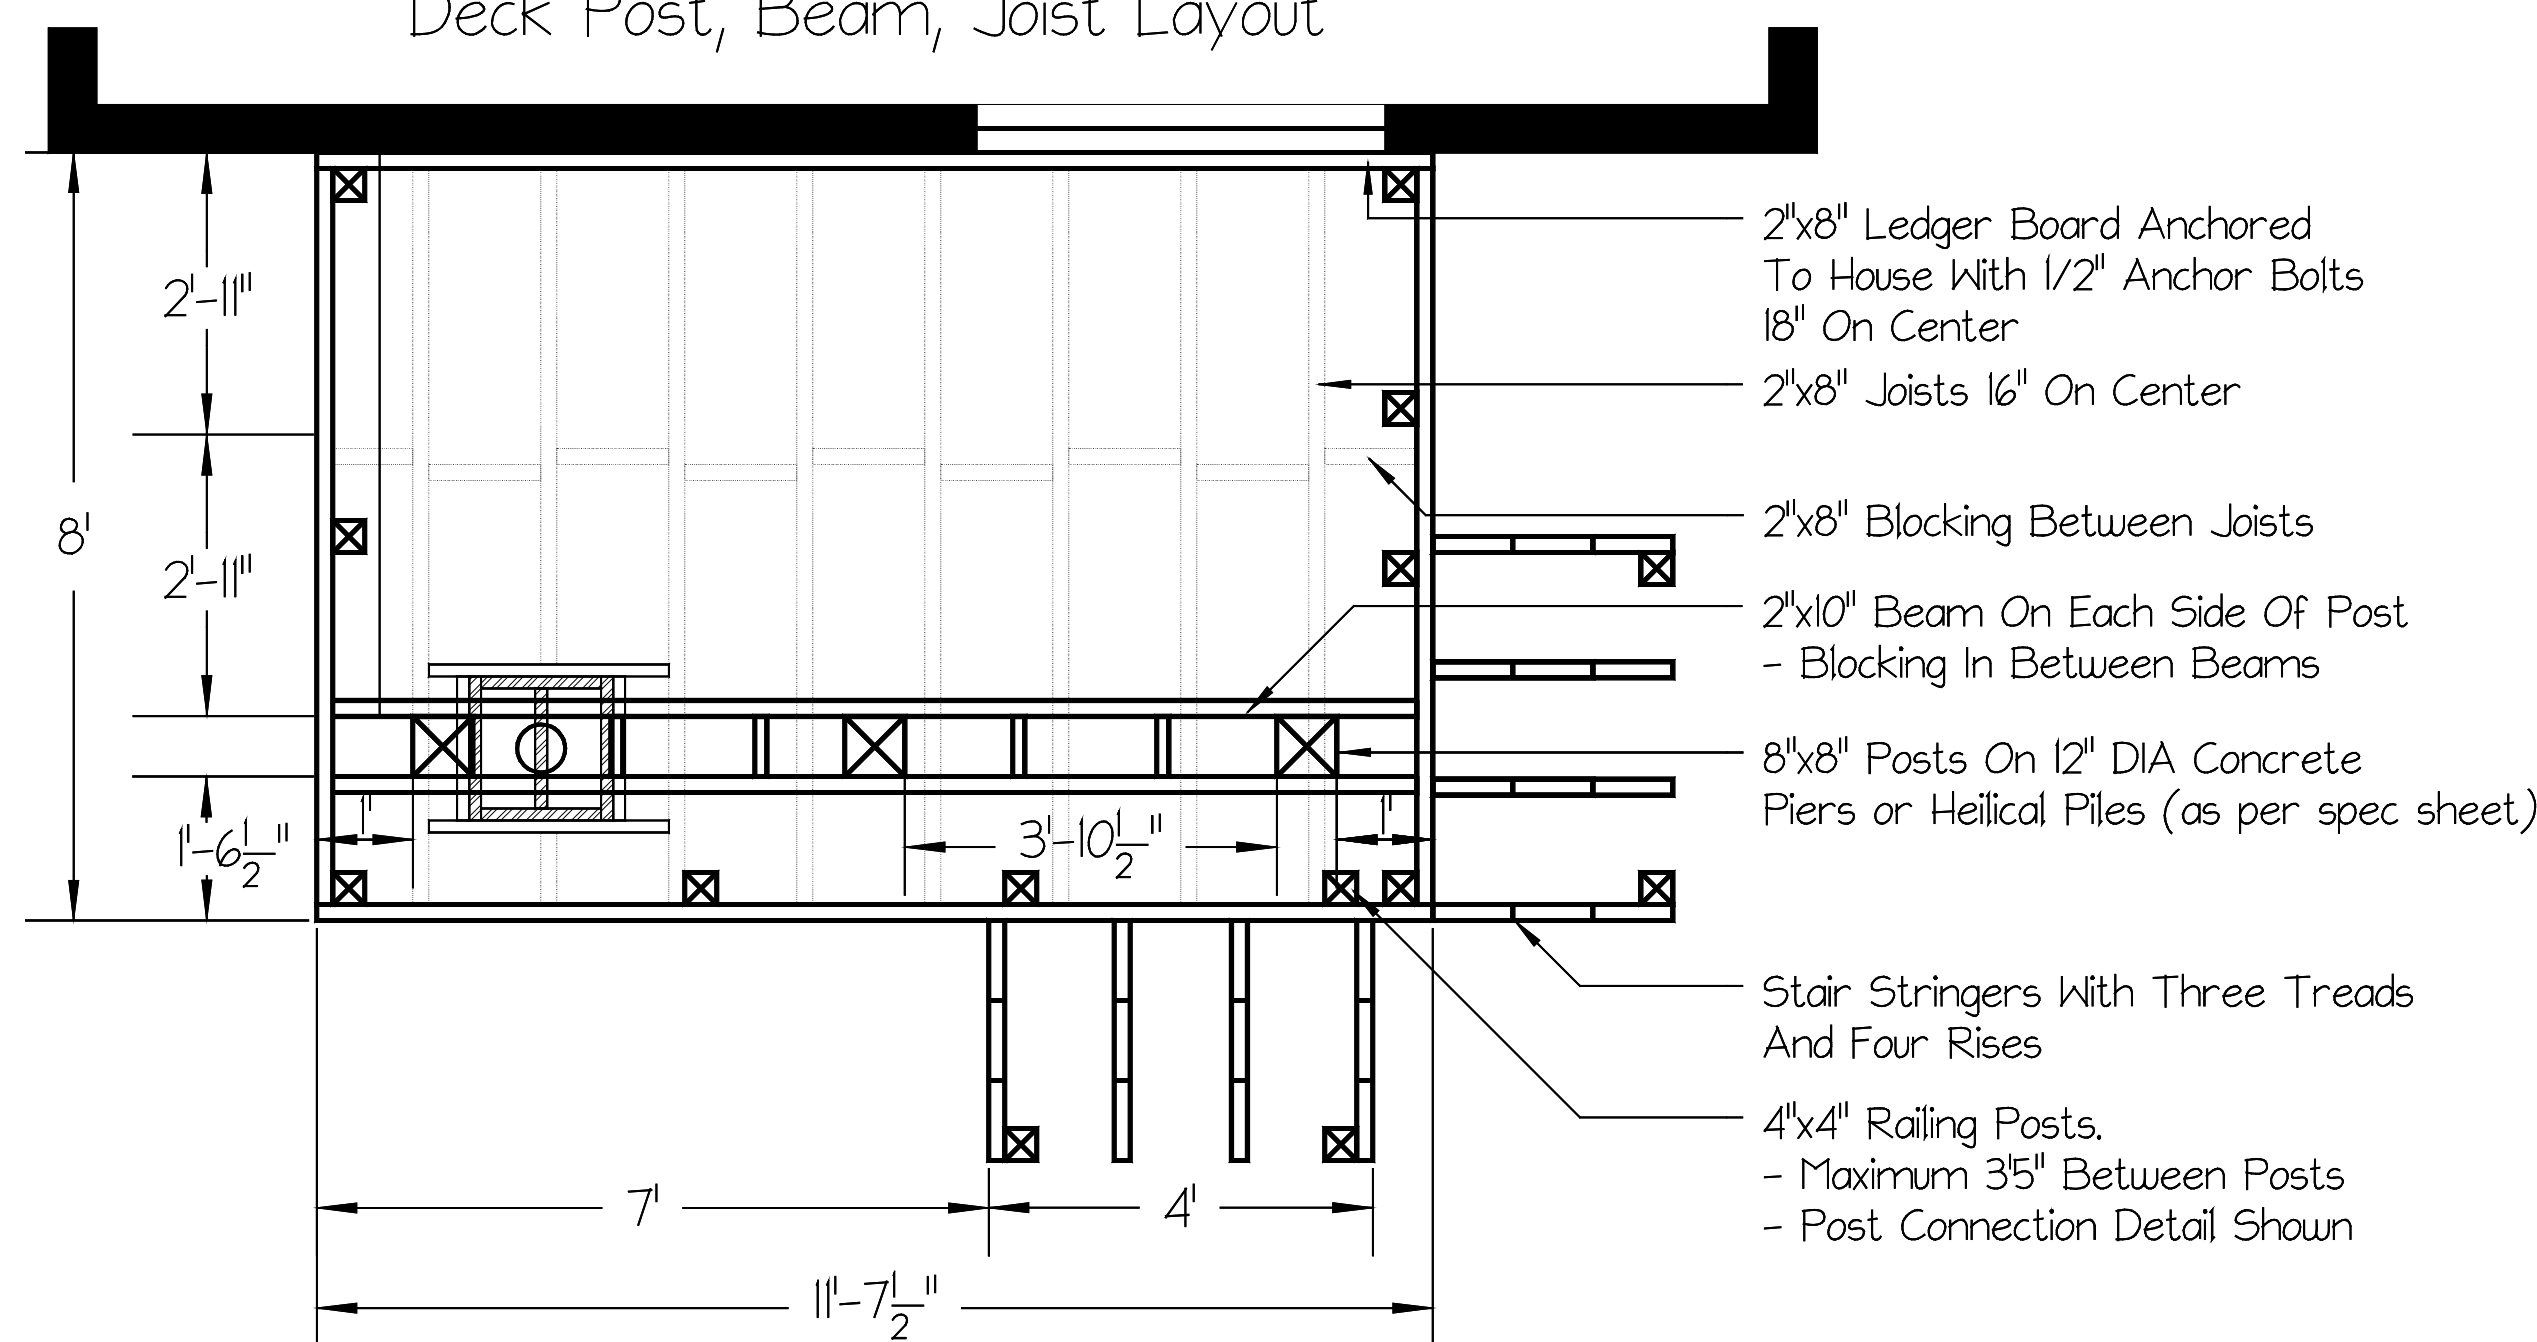 Deck Post, Beam, Joist Layout
2"x8" Ledger Board Anchored
To House With 1/2" Anchor Bolts
18" On Center
2"x8" Joists 16" On Center
2"x8" Blocking Between Joists
2"x10" Beam On Each Side Of Post
- Blocking In Between Beams
8"x8" Posts On 12" DIA Concrete
Piers or Heilical Piles (as per spec sheet)
Stair Stringers With Three Treads
And Four Rises
4"x4" Railing Posts.
- Maximum 3'5" Between Posts
- Post Connection Detail Shown
8'
2'-11"
2'-11"
1'-6 1/2"
1'
3'-10 1/2"
1'
7'
4'
11'-7 1/2"